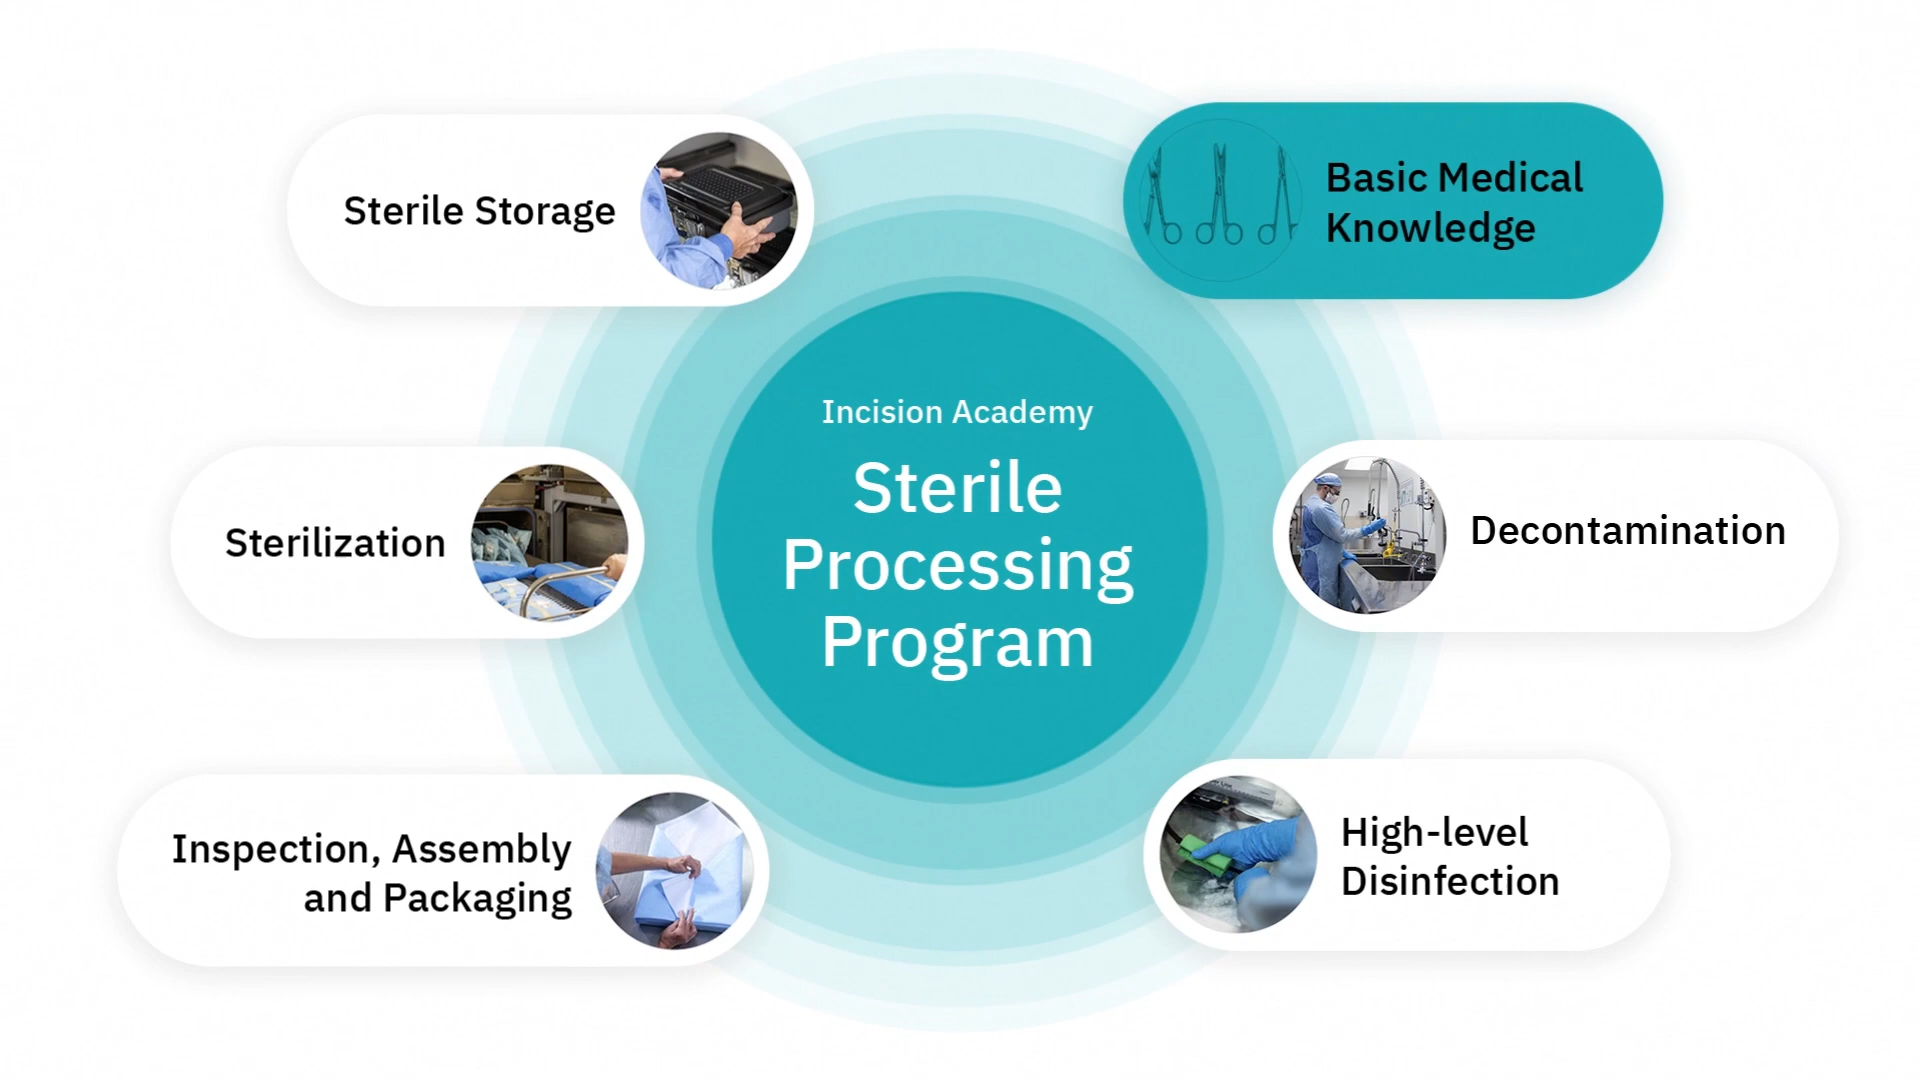 Sterile Storage
Basic Medical
Knowledge
Incision Academy
Sterile
Processing
Program
Sterilization
Decontamination
Inspection, Assembly
and Packaging
High-level
Disinfection